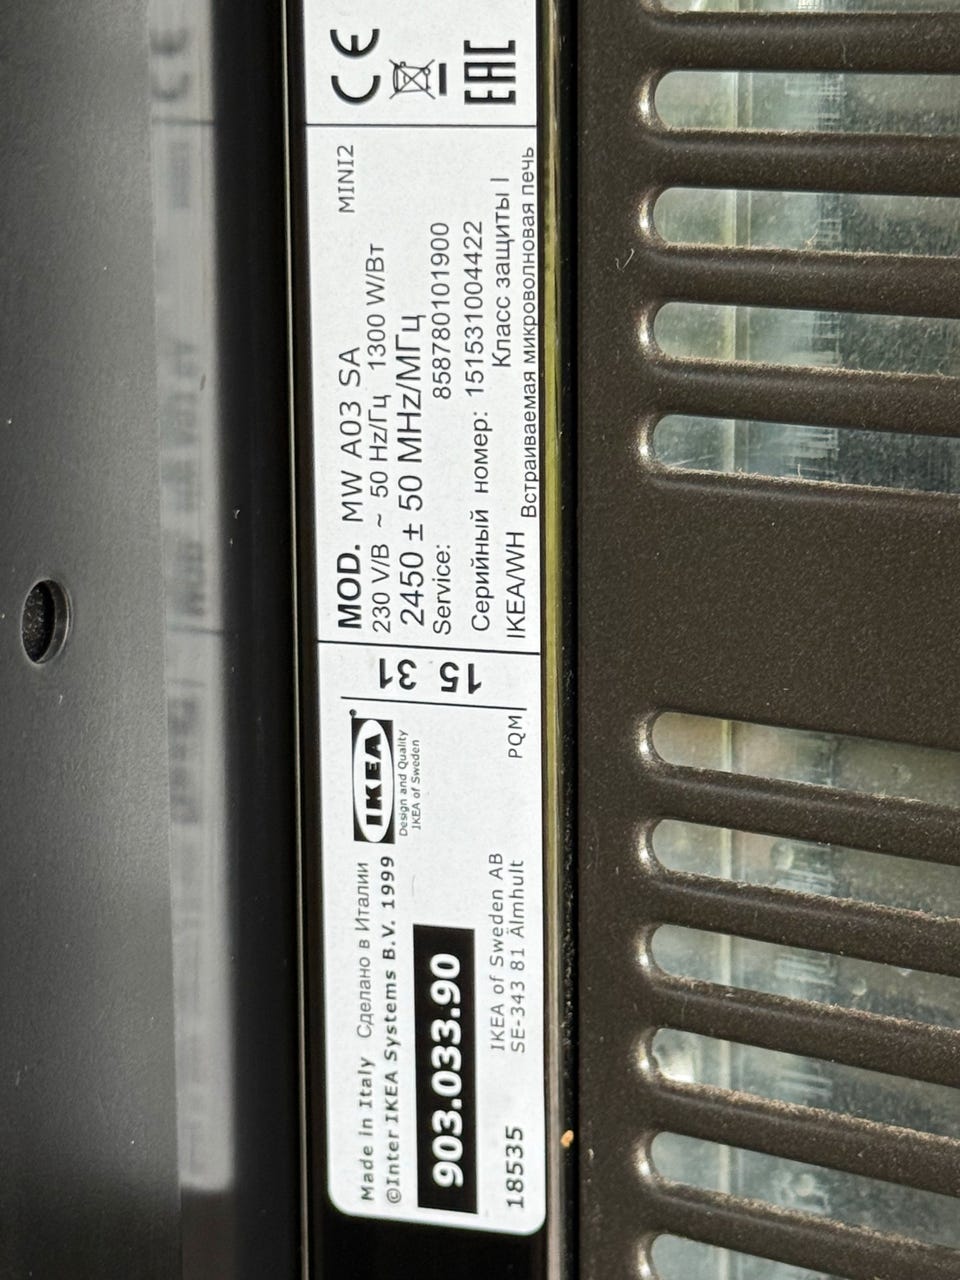 Made in Italy Сделано в Италии
©Inter IKEA Systems B.V. 1999
903.033.90
18535
IKEA of Sweden AB
SE-343 81 Älmhult
IKEA®
Design and Quality
IKEA of Sweden
PQM
31
15
MOD. MW A03 SA MINI2
230 V/В ~ 50 Hz/Гц 1300 W/Вт
2450 ± 50 MHz/МГц
Service: 858780101900
Серийный номер: 151531004422
IKEA/WH Класс защиты I
Встраиваемая микроволновая печь
CE
EAC